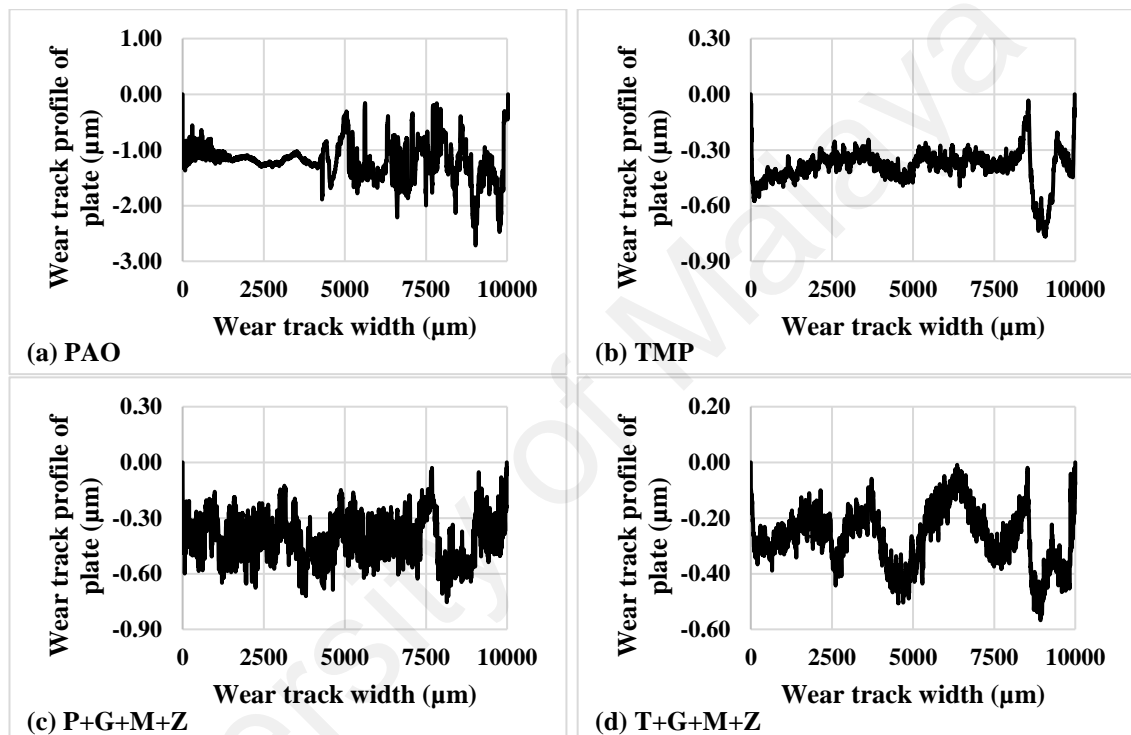 1.00
0.00
-1.00
-2.00
-3.00
Wear track profile of
plate (µm)
0 2500 5000 7500 10000
Wear track width (µm)
(a) PAO
0.30
0.00
-0.30
-0.60
-0.90
Wear track profile of
plate (µm)
0 2500 5000 7500 10000
Wear track width (µm)
(b) TMP
0.30
0.00
-0.30
-0.60
-0.90
Wear track profile of
plate (µm)
0 2500 5000 7500 10000
Wear track width (µm)
(c) P+G+M+Z
0.20
0.00
-0.20
-0.40
-0.60
Wear track profile of
plate (µm)
0 2500 5000 7500 10000
Wear track width (µm)
(d) T+G+M+Z
ersity of Malaya